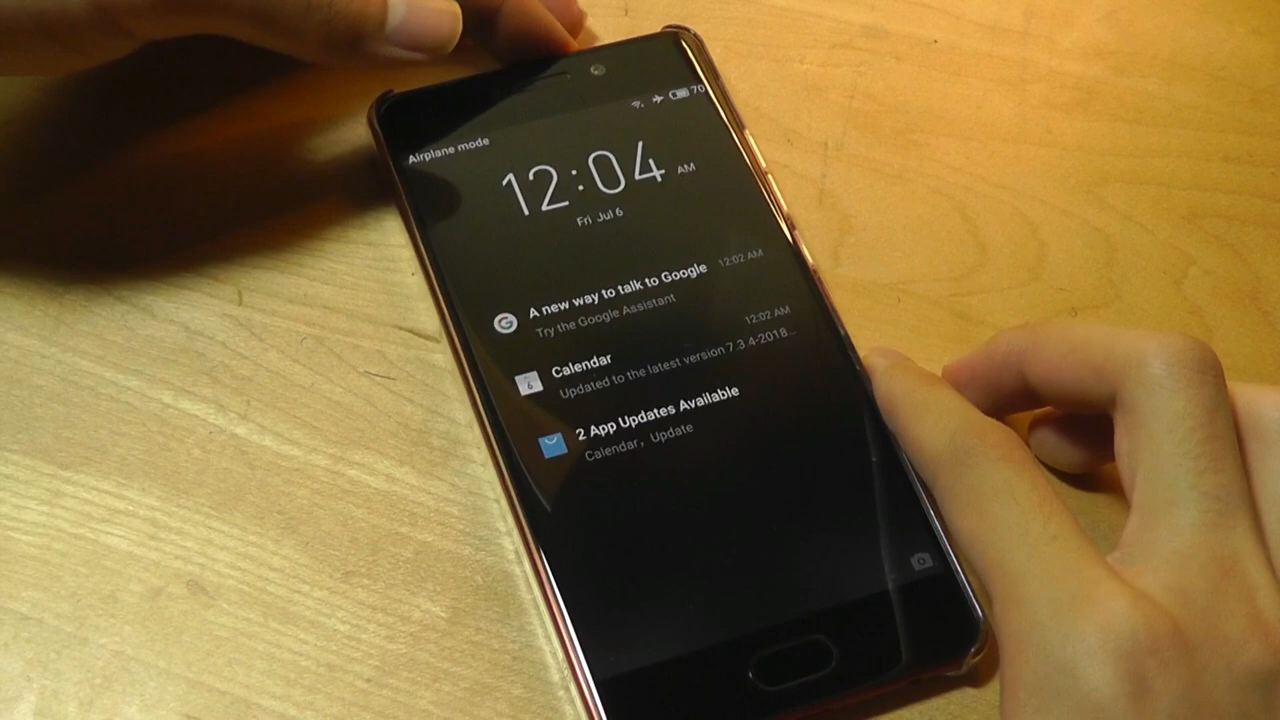 70
Airplane mode
12:04 AM
Fri Jul 6
A new way to talk to Google 12:02 AM
Try the Google Assistant
Calendar 12:02 AM
Updated to the latest version 7.3.4-2018...
6
2 App Updates Available
Calendar, Update